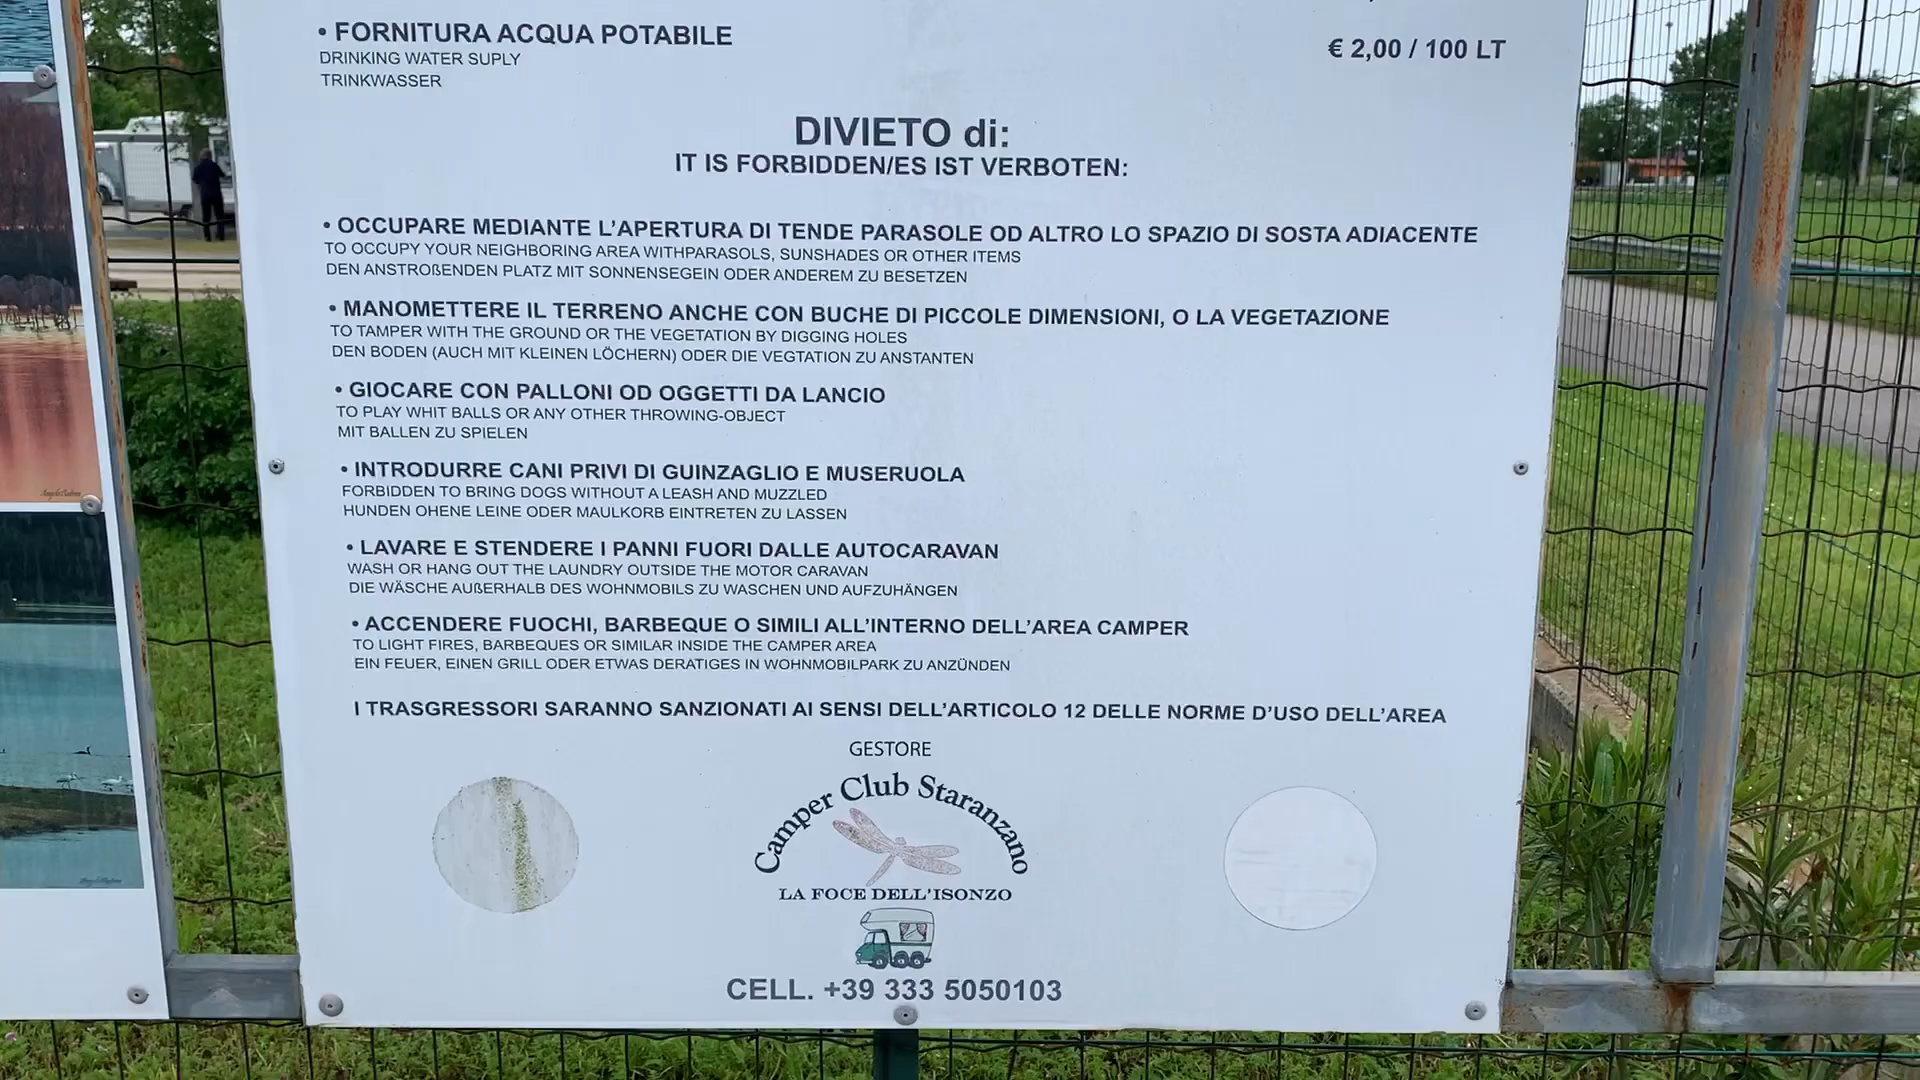 • FORNITURA ACQUA POTABILE
€ 2,00 / 100 LT
DRINKING WATER SUPLY
TRINKWASSER
DIVIETO di:
IT IS FORBIDDEN/ES IST VERBOTEN:
• OCCUPARE MEDIANTE L'APERTURA DI TENDE PARASOLE OD ALTRO LO SPAZIO DI SOSTA ADIACENTE
TO OCCUPY YOUR NEIGHBORING AREA WITHPARASOLS, SUNSHADES OR OTHER ITEMS
DEN ANSTROßENDEN PLATZ MIT SONNENSEGEIN ODER ANDEREM ZU BESETZEN
• MANOMETTERE IL TERRENO ANCHE CON BUCHE DI PICCOLE DIMENSIONI, O LA VEGETAZIONE
TO TAMPER WITH THE GROUND OR THE VEGETATION BY DIGGING HOLES
DEN BODEN (AUCH MIT KLEINEN LÖCHERN) ODER DIE VEGTATION ZU ANSTANTEN
• GIOCARE CON PALLONI OD OGGETTI DA LANCIO
TO PLAY WHIT BALLS OR ANY OTHER THROWING-OBJECT
MIT BALLEN ZU SPIELEN
• INTRODURRE CANI PRIVI DI GUINZAGLIO E MUSERUOLA
FORBIDDEN TO BRING DOGS WITHOUT A LEASH AND MUZZLED
HUNDEN OHENE LEINE ODER MAULKORB EINTRETEN ZU LASSEN
• LAVARE E STENDERE I PANNI FUORI DALLE AUTOCARAVAN
WASH OR HANG OUT THE LAUNDRY OUTSIDE THE MOTOR CARAVAN
DIE WÄSCHE AUßERHALB DES WOHNMOBILS ZU WASCHEN UND AUFZUHÄNGEN
• ACCENDERE FUOCHI, BARBEQUE O SIMILI ALL'INTERNO DELL'AREA CAMPER
TO LIGHT FIRES, BARBEQUES OR SIMILAR INSIDE THE CAMPER AREA
EIN FEUER, EINEN GRILL ODER ETWAS DERATIGES IN WOHNMOBILPARK ZU ANZÜNDEN
I TRASGRESSORI SARANNO SANZIONATI AI SENSI DELL'ARTICOLO 12 DELLE NORME D'USO DELL'AREA
GESTORE
Camper Club Staranzano
LA FOCE DELL'ISONZO
CELL. +39 333 5050103